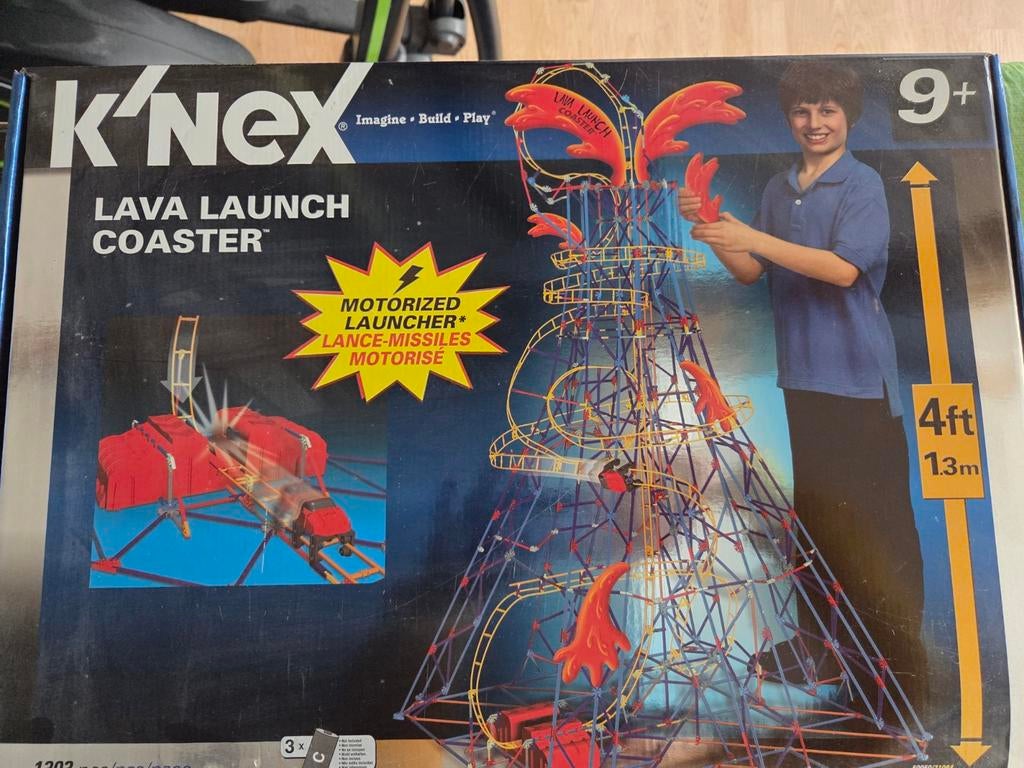 K'NEX® Imagine • Build • Play®
9+
LAVA LAUNCH
COASTER™
LAVA LAUNCH
COASTER
MOTORIZED
LAUNCHER*
LANCE-MISSILES
MOTORISÉ
4ft
1.3m
3 x
C